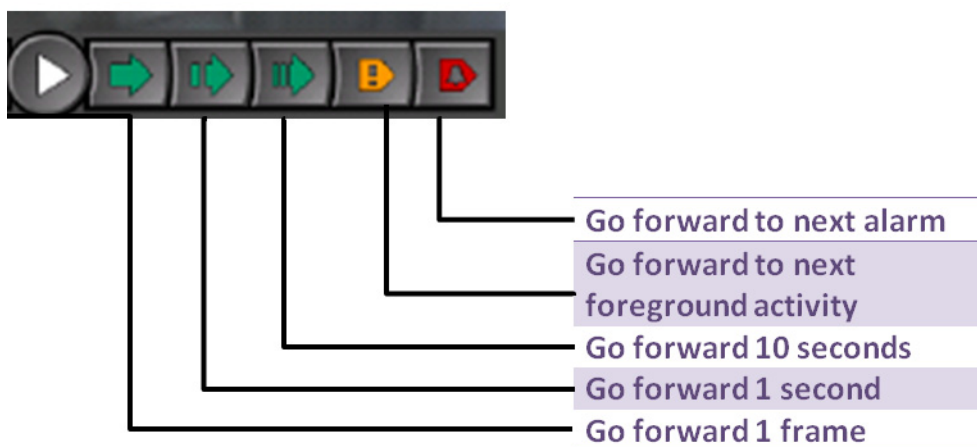 Go forward to next alarm
Go forward to next
foreground activity
Go forward 10 seconds
Go forward 1 second
Go forward 1 frame